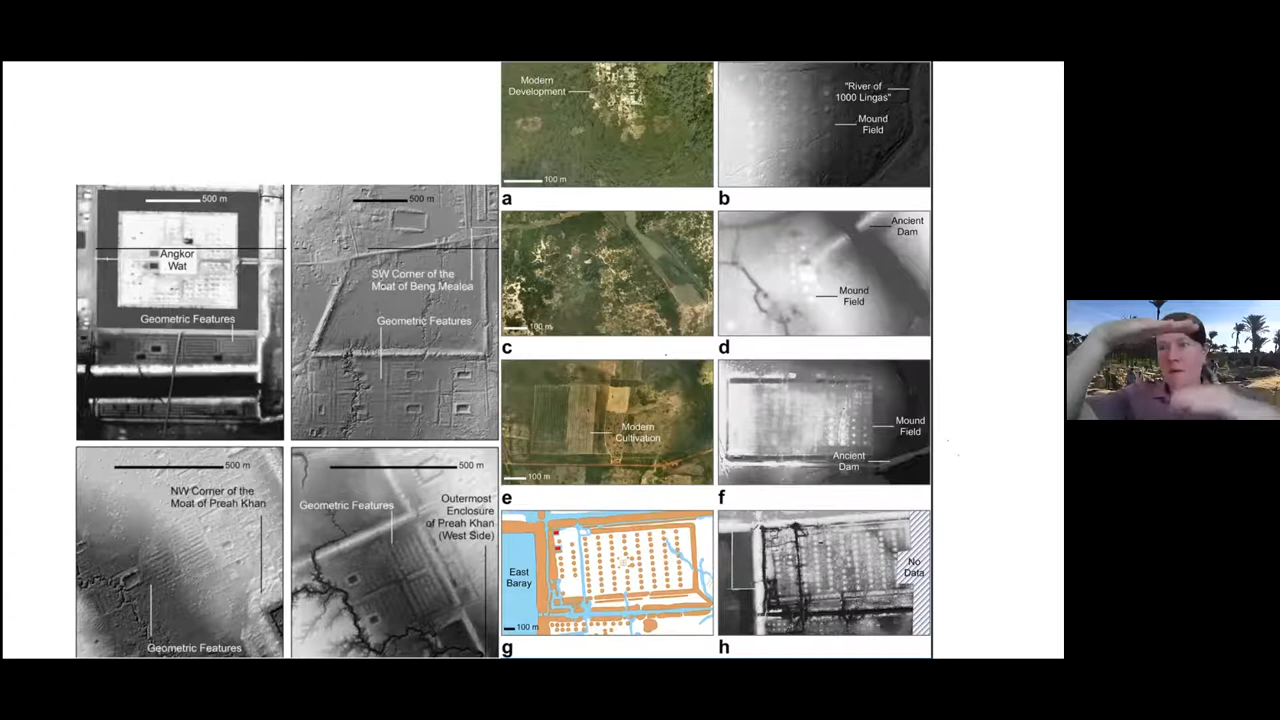 500 m
Angkor
Wat
Geometric Features
500 m
SW Corner of the
Moat of Beng Mealea
Geometric Features
500 m
NW Corner of the
Moat of Preah Khan
Geometric Features
500 m
Geometric Features
Outermost
Enclosure
of Preah Khan
(West Side)
Modern
Development
100 m
a
"River of
1000 Lingas"
Mound
Field
b
100 m
c
Ancient
Dam
Mound
Field
d
Modern
Cultivation
100 m
e
Mound
Field
Ancient
Dam
f
East
Baray
100 m
g
No
Data
h